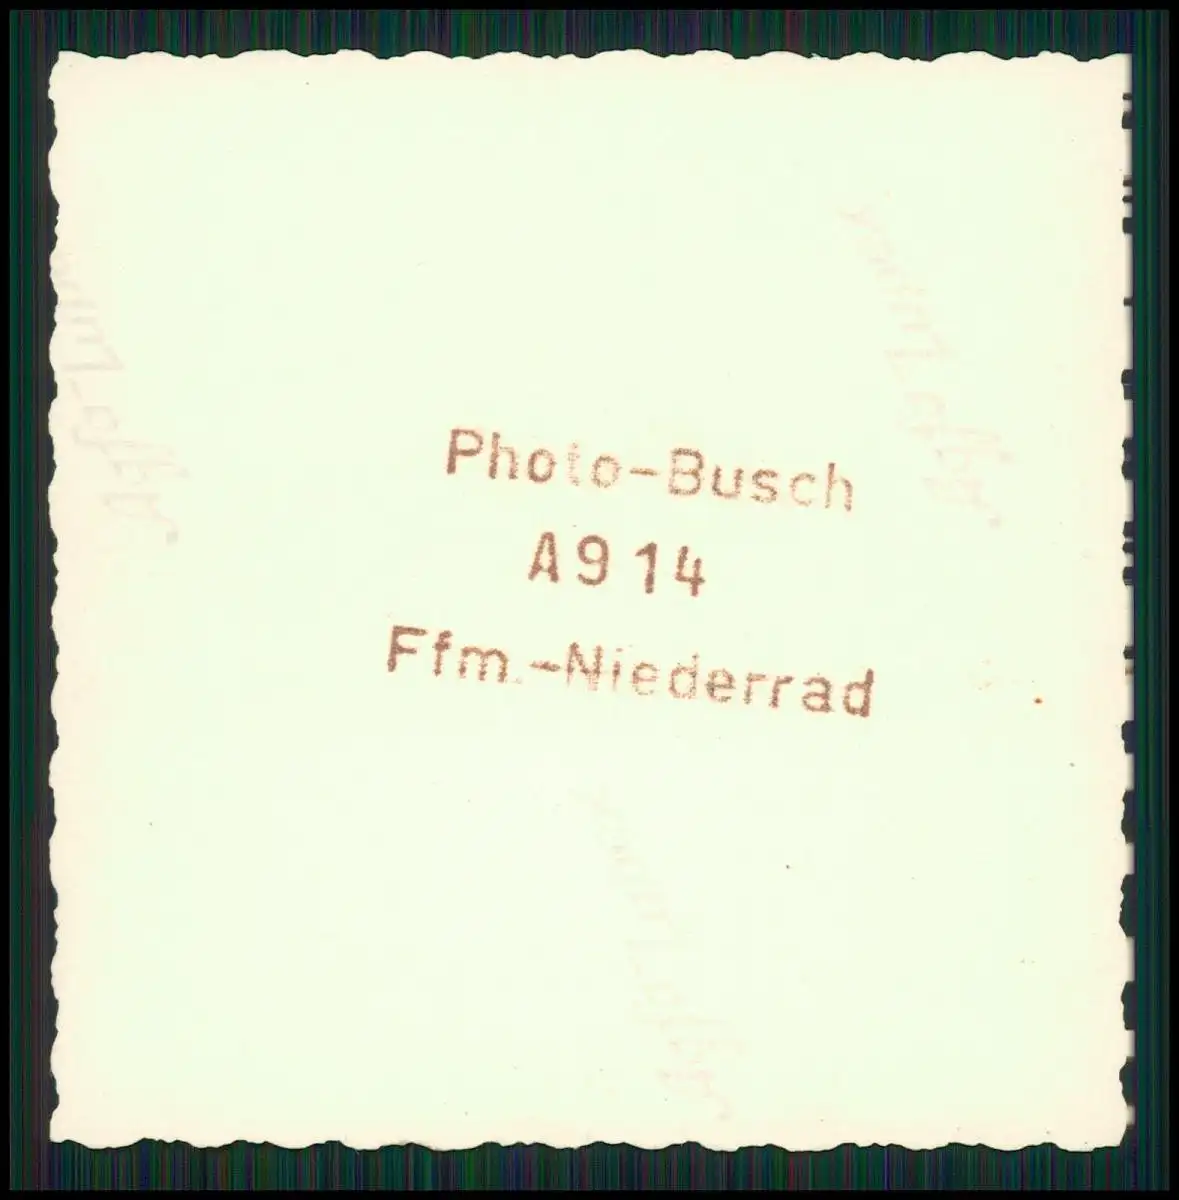 Photo-Busch
A914
Ffm.-Niederrad